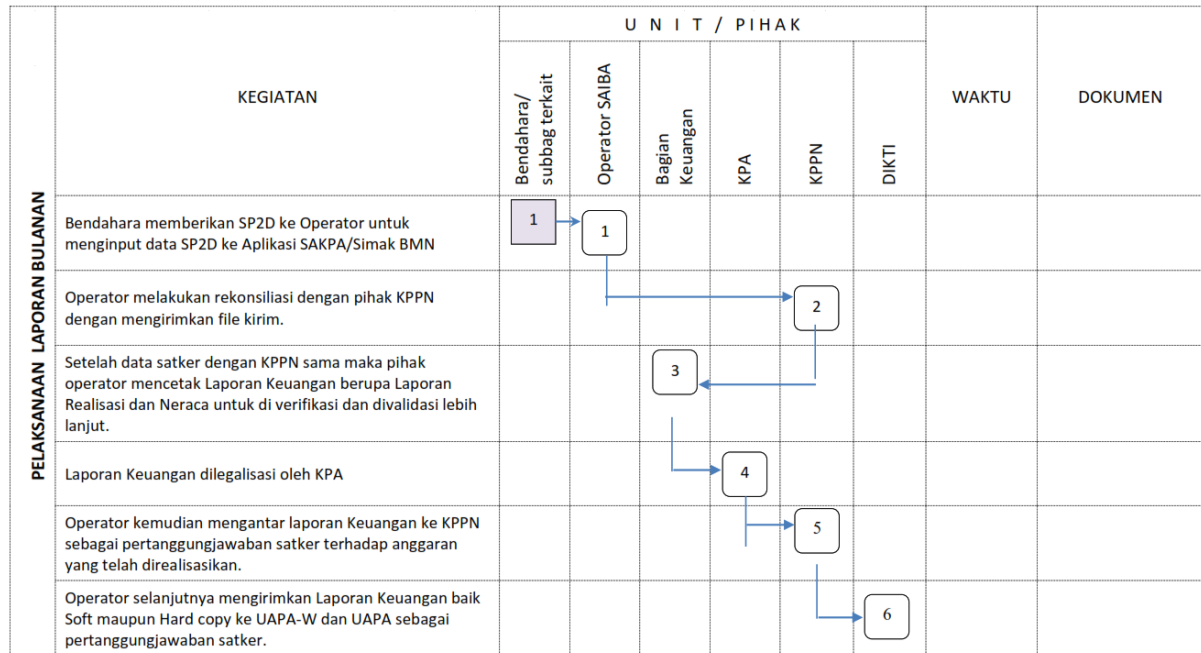 U N I T / PIHAK
KEGIATAN
Bendahara/
subbag terkait
Operator SAIBA
Bagian
Keuangan
KPA
KPPN
DIKTI
WAKTU
DOKUMEN
PELAKSANAAN LAPORAN BULANAN
Bendahara memberikan SP2D ke Operator untuk
menginput data SP2D ke Aplikasi SAKPA/Simak BMN
1
1
Operator melakukan rekonsiliasi dengan pihak KPPN
dengan mengirimkan file kirim.
2
Setelah data satker dengan KPPN sama maka pihak
operator mencetak Laporan Keuangan berupa Laporan
Realisasi dan Neraca untuk di verifikasi dan divalidasi lebih
lanjut.
3
Laporan Keuangan dilegalisasi oleh KPA
4
Operator kemudian mengantar laporan Keuangan ke KPPN
sebagai pertanggungjawaban satker terhadap anggaran
yang telah direalisasikan.
5
Operator selanjutnya mengirimkan Laporan Keuangan baik
Soft maupun Hard copy ke UAPA-W dan UAPA sebagai
pertanggungjawaban satker.
6